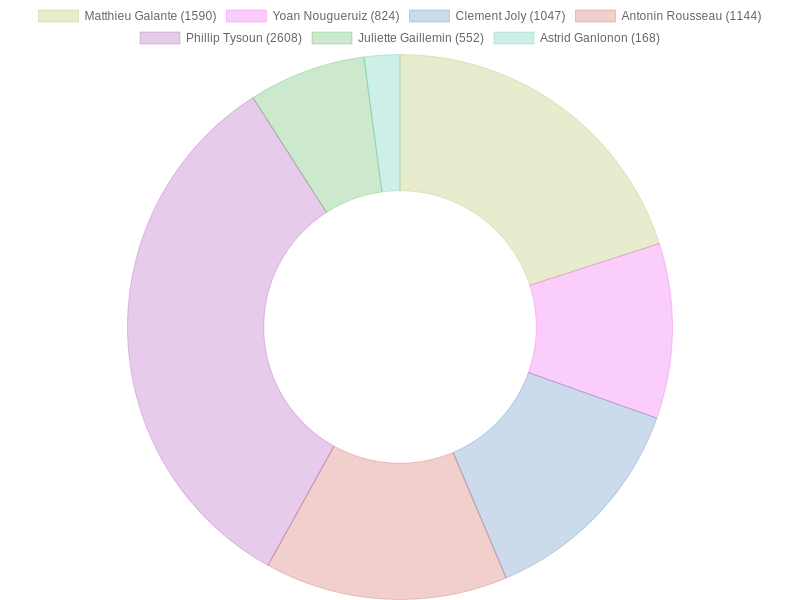 Matthieu Galante (1590) Yoan Nougueruiz (824) Clement Joly (1047) Antonin Rousseau (1144)
Phillip Tysoun (2608) Juliette Gaillemin (552) Astrid Ganlonon (168)